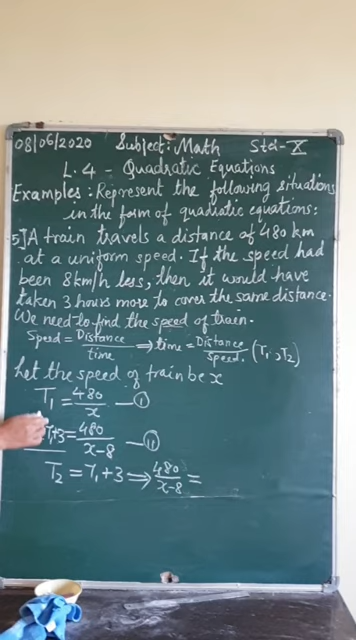 08/06/2020 Subject: Math Std-X
L.4 - Quadratic Equations
Examples: Represent the following situations
in the form of quadratic equations:
5] A train travels a distance of 480 km
at a uniform speed. If the speed had
been 8km/h less, then it would have
taken 3 hours more to cover the same distance.
We need to find the speed of train.
Speed = Distance/time ⟹ time = Distance/Speed. (T₁, T₂)
Let the speed of train be x
T₁ = 480/x — (I)
T₁+3 = 480/x-8 — (II)
T₂ = T₁ + 3 ⟹ 480/x-8 =